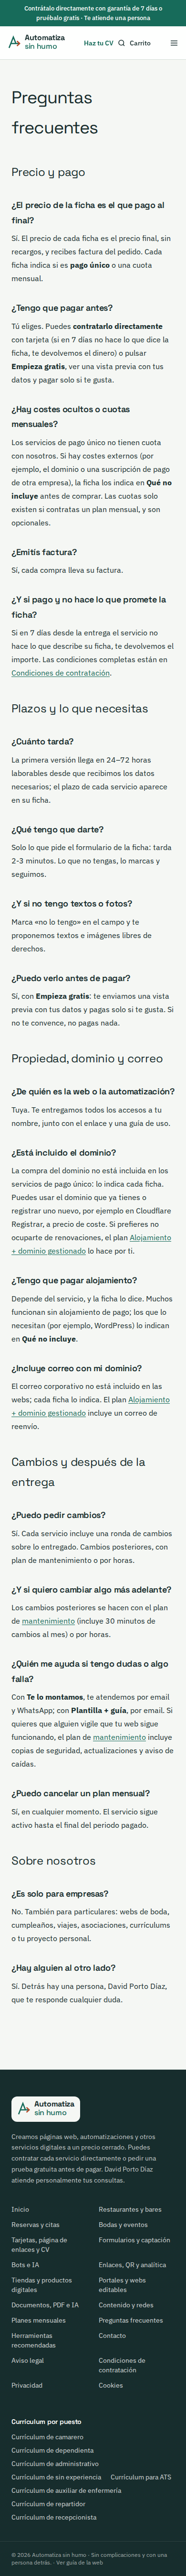 Contrátalo directamente con garantía de 7 días o
pruébalo gratis · Te atiende una persona
Automatiza
sin humo
Haz tu CV
Carrito
Preguntas
frecuentes
Precio y pago
¿El precio de la ficha es el que pago al
final?
Sí. El precio de cada ficha es el precio final, sin
recargos, y recibes factura del pedido. Cada
ficha indica si es pago único o una cuota
mensual.
¿Tengo que pagar antes?
Tú eliges. Puedes contratarlo directamente
con tarjeta (si en 7 días no hace lo que dice la
ficha, te devolvemos el dinero) o pulsar
Empieza gratis, ver una vista previa con tus
datos y pagar solo si te gusta.
¿Hay costes ocultos o cuotas
mensuales?
Los servicios de pago único no tienen cuota
con nosotros. Si hay costes externos (por
ejemplo, el dominio o una suscripción de pago
de otra empresa), la ficha los indica en Qué no
incluye antes de comprar. Las cuotas solo
existen si contratas un plan mensual, y son
opcionales.
¿Emitís factura?
Sí, cada compra lleva su factura.
¿Y si pago y no hace lo que promete la
ficha?
Si en 7 días desde la entrega el servicio no
hace lo que describe su ficha, te devolvemos el
importe. Las condiciones completas están en
Condiciones de contratación.
Plazos y lo que necesitas
¿Cuánto tarda?
La primera versión llega en 24–72 horas
laborables desde que recibimos los datos
necesarios; el plazo de cada servicio aparece
en su ficha.
¿Qué tengo que darte?
Solo lo que pide el formulario de la ficha: tarda
2-3 minutos. Lo que no tengas, lo marcas y
seguimos.
¿Y si no tengo textos o fotos?
Marca «no lo tengo» en el campo y te
proponemos textos e imágenes libres de
derechos.
¿Puedo verlo antes de pagar?
Sí, con Empieza gratis: te enviamos una vista
previa con tus datos y pagas solo si te gusta. Si
no te convence, no pagas nada.
Propiedad, dominio y correo
¿De quién es la web o la automatización?
Tuya. Te entregamos todos los accesos a tu
nombre, junto con el enlace y una guía de uso.
¿Está incluido el dominio?
La compra del dominio no está incluida en los
servicios de pago único: lo indica cada ficha.
Puedes usar el dominio que ya tienes o
registrar uno nuevo, por ejemplo en Cloudflare
Registrar, a precio de coste. Si prefieres no
ocuparte de renovaciones, el plan Alojamiento
+ dominio gestionado lo hace por ti.
¿Tengo que pagar alojamiento?
Depende del servicio, y la ficha lo dice. Muchos
funcionan sin alojamiento de pago; los que lo
necesitan (por ejemplo, WordPress) lo indican
en Qué no incluye.
¿Incluye correo con mi dominio?
El correo corporativo no está incluido en las
webs; cada ficha lo indica. El plan Alojamiento
+ dominio gestionado incluye un correo de
reenvío.
Cambios y después de la
entrega
¿Puedo pedir cambios?
Sí. Cada servicio incluye una ronda de cambios
sobre lo entregado. Cambios posteriores, con
plan de mantenimiento o por horas.
¿Y si quiero cambiar algo más adelante?
Los cambios posteriores se hacen con el plan
de mantenimiento (incluye 30 minutos de
cambios al mes) o por horas.
¿Quién me ayuda si tengo dudas o algo
falla?
Con Te lo montamos, te atendemos por email
y WhatsApp; con Plantilla + guía, por email. Si
quieres que alguien vigile que tu web sigue
funcionando, el plan de mantenimiento incluye
copias de seguridad, actualizaciones y aviso de
caídas.
¿Puedo cancelar un plan mensual?
Sí, en cualquier momento. El servicio sigue
activo hasta el final del periodo pagado.
Sobre nosotros
¿Es solo para empresas?
No. También para particulares: webs de boda,
cumpleaños, viajes, asociaciones, currículums
o tu proyecto personal.
¿Hay alguien al otro lado?
Sí. Detrás hay una persona, David Porto Díaz,
que te responde cualquier duda.
Automatiza
sin humo
Creamos páginas web, automatizaciones y otros
servicios digitales a un precio cerrado. Puedes
contratar cada servicio directamente o pedir una
prueba gratuita antes de pagar. David Porto Díaz
atiende personalmente tus consultas.
Inicio
Restaurantes y bares
Reservas y citas
Bodas y eventos
Tarjetas, página de
enlaces y CV
Formularios y captación
Bots e IA
Enlaces, QR y analítica
Tiendas y productos
digitales
Portales y webs
editables
Documentos, PDF e IA
Contenido y redes
Planes mensuales
Preguntas frecuentes
Herramientas
recomendadas
Contacto
Aviso legal
Condiciones de
contratación
Privacidad
Cookies
Currículum por puesto
Currículum de camarero
Currículum de dependienta
Currículum de administrativo
Currículum de sin experiencia
Currículum para ATS
Currículum de auxiliar de enfermería
Currículum de repartidor
Currículum de recepcionista
© 2026 Automatiza sin humo · Sin complicaciones y con una
persona detrás. · Ver guía de la web